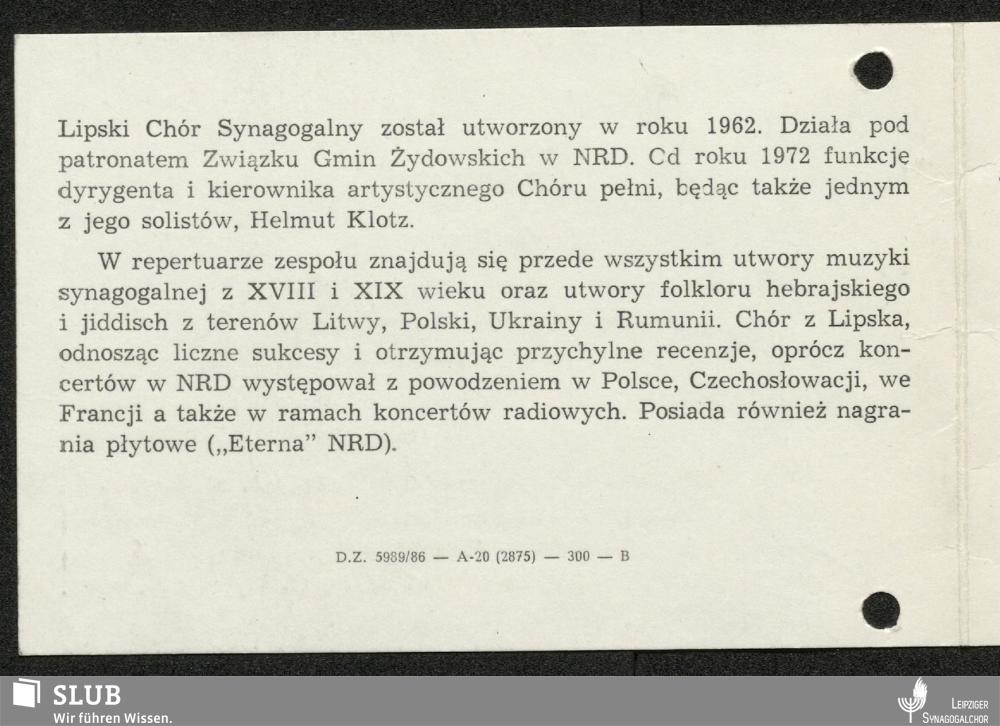 Lipski Chór Synagogalny został utworzony w roku 1962. Działa pod
patronatem Związku Gmin Żydowskich w NRD. Cd roku 1972 funkcję
dyrygenta i kierownika artystycznego Chóru pełni, będąc także jednym
z jego solistów, Helmut Klotz.
W repertuarze zespołu znajdują się przede wszystkim utwory muzyki
synagogalnej z XVIII i XIX wieku oraz utwory folkloru hebrajskiego
i jiddisch z terenów Litwy, Polski, Ukrainy i Rumunii. Chór z Lipska,
odnosząc liczne sukcesy i otrzymując przychylne recenzje, oprócz kon-
certów w NRD występował z powodzeniem w Polsce, Czechosłowacji, we
Francji a także w ramach koncertów radiowych. Posiada również nagra-
nia płytowe („Eterna” NRD).
D.Z. 5989/86 — A-20 (2875) — 300 — B
SLUB
Wir führen Wissen.
LEIPZIGER
SYNAGOGALCHOR